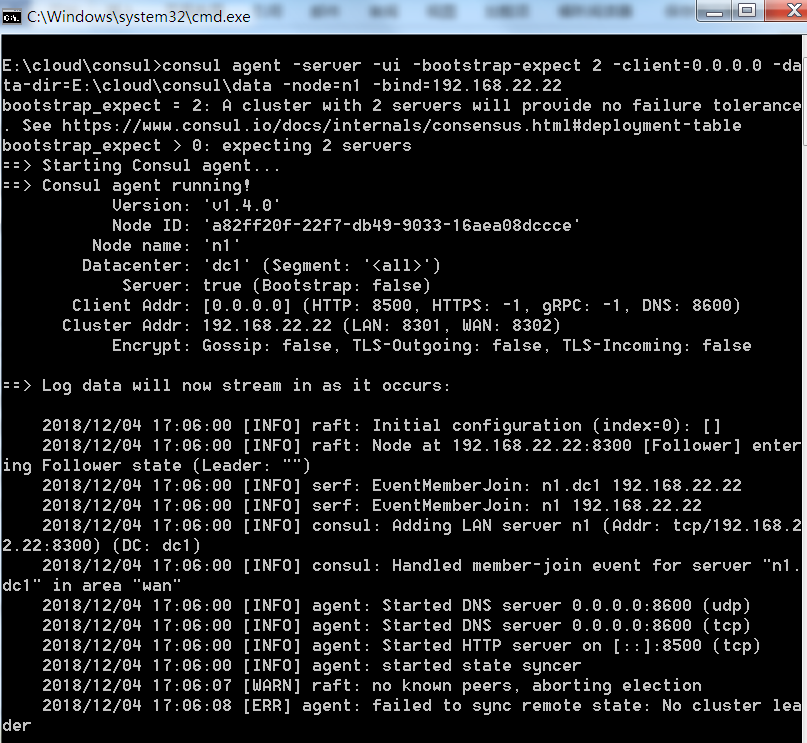 C:\Windows\system32\cmd.exe
E:\cloud\consul>consul agent -server -ui -bootstrap-expect 2 -client=0.0.0.0 -da
ta-dir=E:\cloud\consul\data -node=n1 -bind=192.168.22.22
bootstrap_expect = 2: A cluster with 2 servers will provide no failure tolerance
. See https://www.consul.io/docs/internals/consensus.html#deployment-table
bootstrap_expect > 0: expecting 2 servers
==> Starting Consul agent...
==> Consul agent running!
Version: 'v1.4.0'
Node ID: 'a82ff20f-22f7-db49-9033-16aea08dccce'
Node name: 'n1'
Datacenter: 'dc1' (Segment: '<all>')
Server: true (Bootstrap: false)
Client Addr: [0.0.0.0] (HTTP: 8500, HTTPS: -1, gRPC: -1, DNS: 8600)
Cluster Addr: 192.168.22.22 (LAN: 8301, WAN: 8302)
Encrypt: Gossip: false, TLS-Outgoing: false, TLS-Incoming: false
==> Log data will now stream in as it occurs:
2018/12/04 17:06:00 [INFO] raft: Initial configuration (index=0): []
2018/12/04 17:06:00 [INFO] raft: Node at 192.168.22.22:8300 [Follower] enter
ing Follower state (Leader: "")
2018/12/04 17:06:00 [INFO] serf: EventMemberJoin: n1.dc1 192.168.22.22
2018/12/04 17:06:00 [INFO] serf: EventMemberJoin: n1 192.168.22.22
2018/12/04 17:06:00 [INFO] consul: Adding LAN server n1 (Addr: tcp/192.168.2
2.22:8300) (DC: dc1)
2018/12/04 17:06:00 [INFO] consul: Handled member-join event for server "n1.
dc1" in area "wan"
2018/12/04 17:06:00 [INFO] agent: Started DNS server 0.0.0.0:8600 (udp)
2018/12/04 17:06:00 [INFO] agent: Started DNS server 0.0.0.0:8600 (tcp)
2018/12/04 17:06:00 [INFO] agent: Started HTTP server on [::]:8500 (tcp)
2018/12/04 17:06:00 [INFO] agent: started state syncer
2018/12/04 17:06:07 [WARN] raft: no known peers, aborting election
2018/12/04 17:06:08 [ERR] agent: failed to sync remote state: No cluster lea
der